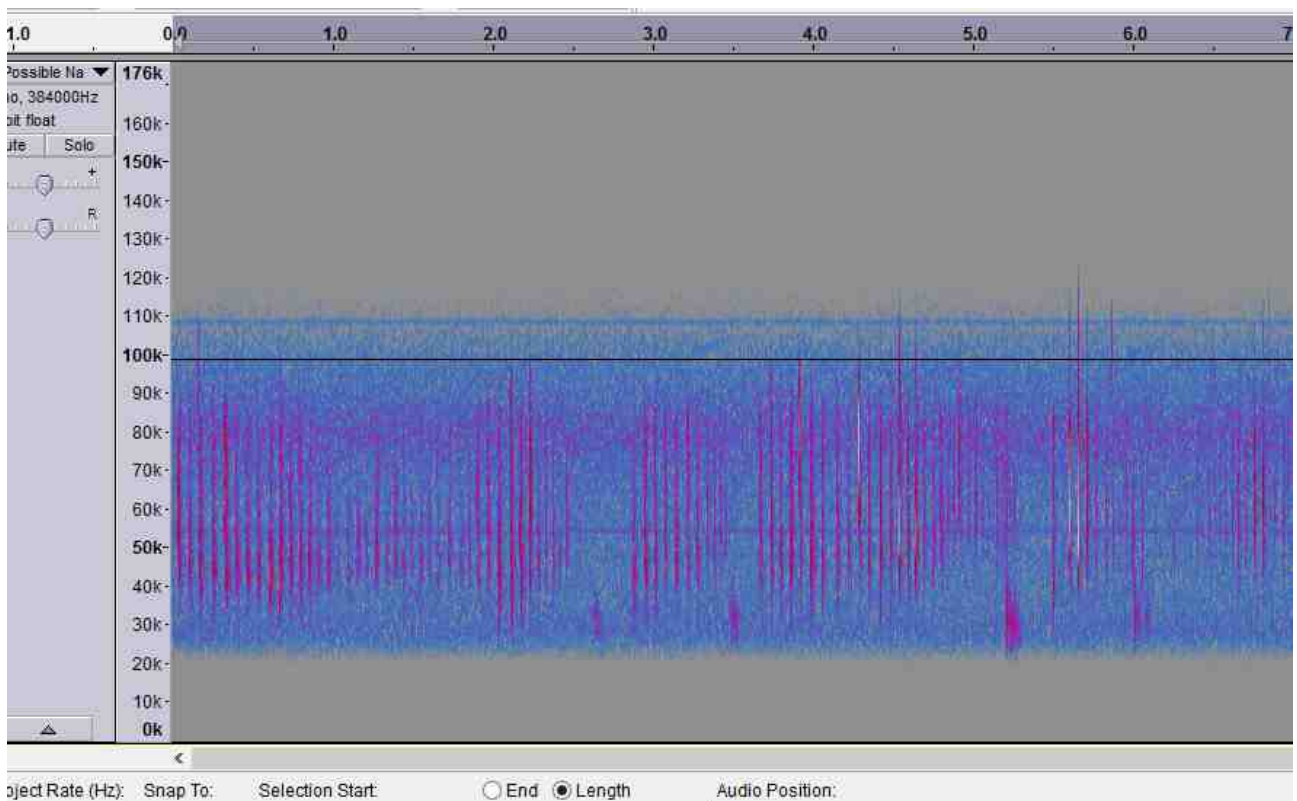 1.0 0.0 1.0 2.0 3.0 4.0 5.0 6.0 7
Possible Na ▼
no, 384000Hz
bit float
ute Solo
+
R
176k
160k
150k
140k
130k
120k
110k
100k
90k
80k
70k
60k
50k
40k
30k
20k
10k
0k
oject Rate (Hz): Snap To: Selection Start: End Length Audio Position: